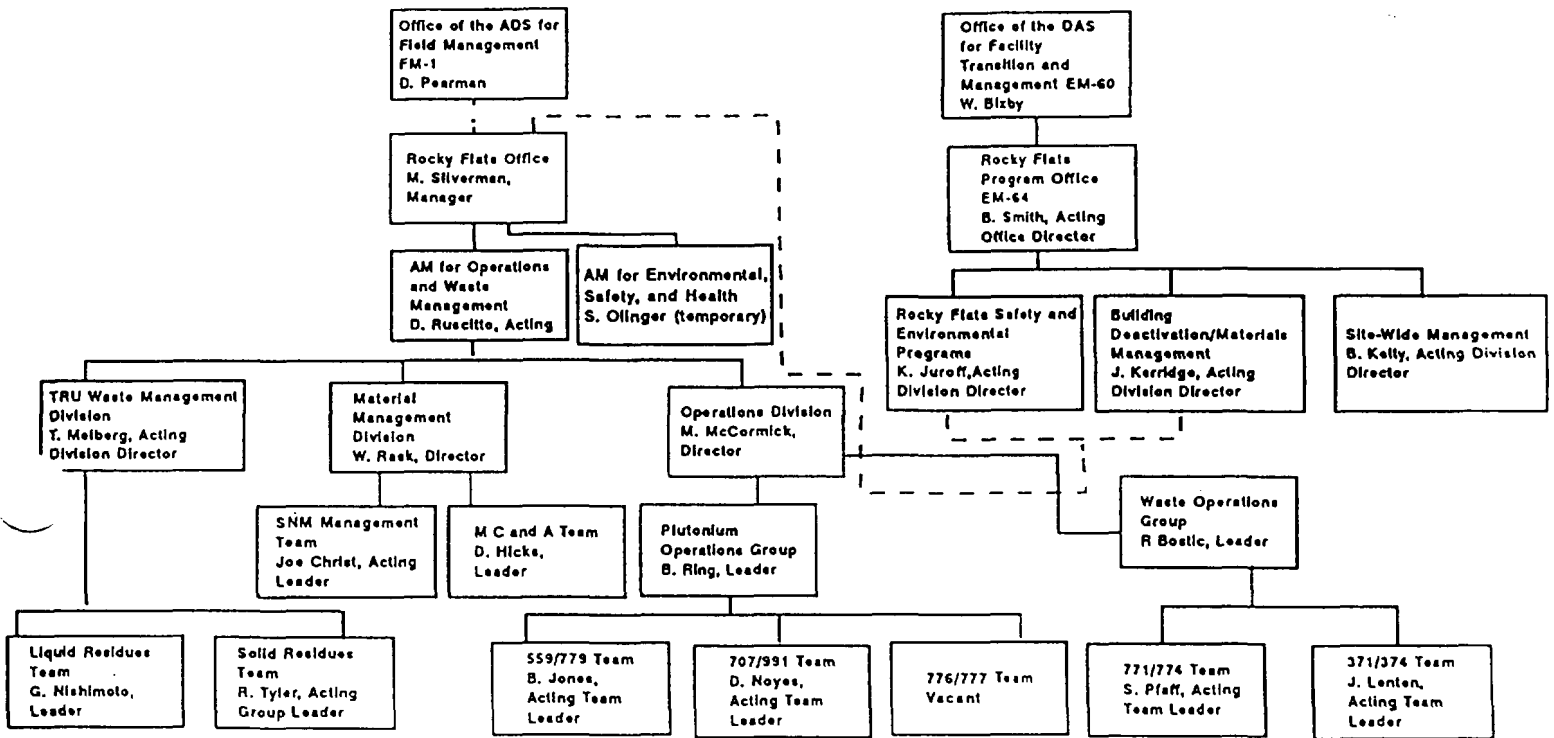 Office of the ADS for
Field Management
FM-1
D. Pearman
Office of the DAS
for Facility
Transition and
Management EM-60
W. Bixby
Rocky Flats Office
M. Silverman,
Manager
Rocky Flats
Program Office
EM-64
B. Smith, Acting
Office Director
AM for Operations
and Waste
Management
D. Ruscitto, Acting
AM for Environmental,
Safety, and Health
S. Olinger (temporary)
Rocky Flats Safety and
Environmental
Programs
K. Juroff,Acting
Division Director
Building
Deactivation/Materials
Management
J. Kerridge, Acting
Division Director
Site-Wide Management
B. Kelly, Acting Division
Director
TRU Waste Management
Division
T. Melberg, Acting
Division Director
Material
Management
Division
W. Rask, Director
Operations Division
M. McCormick,
Director
SNM Management
Team
Joe Christ, Acting
Leader
M C and A Team
D. Hicks,
Leader
Plutonium
Operations Group
B. Ring, Leader
Waste Operations
Group
R Bostic, Leader
Liquid Residues
Team
G. Nishimoto,
Leader
Solid Residues
Team
R. Tyler, Acting
Group Leader
559/779 Team
B. Jones,
Acting Team
Leader
707/991 Team
D. Noyes,
Acting Team
Leader
776/777 Team
Vacant
771/774 Team
S. Pfaff, Acting
Team Leader
371/374 Team
J. Lenten,
Acting Team
Leader